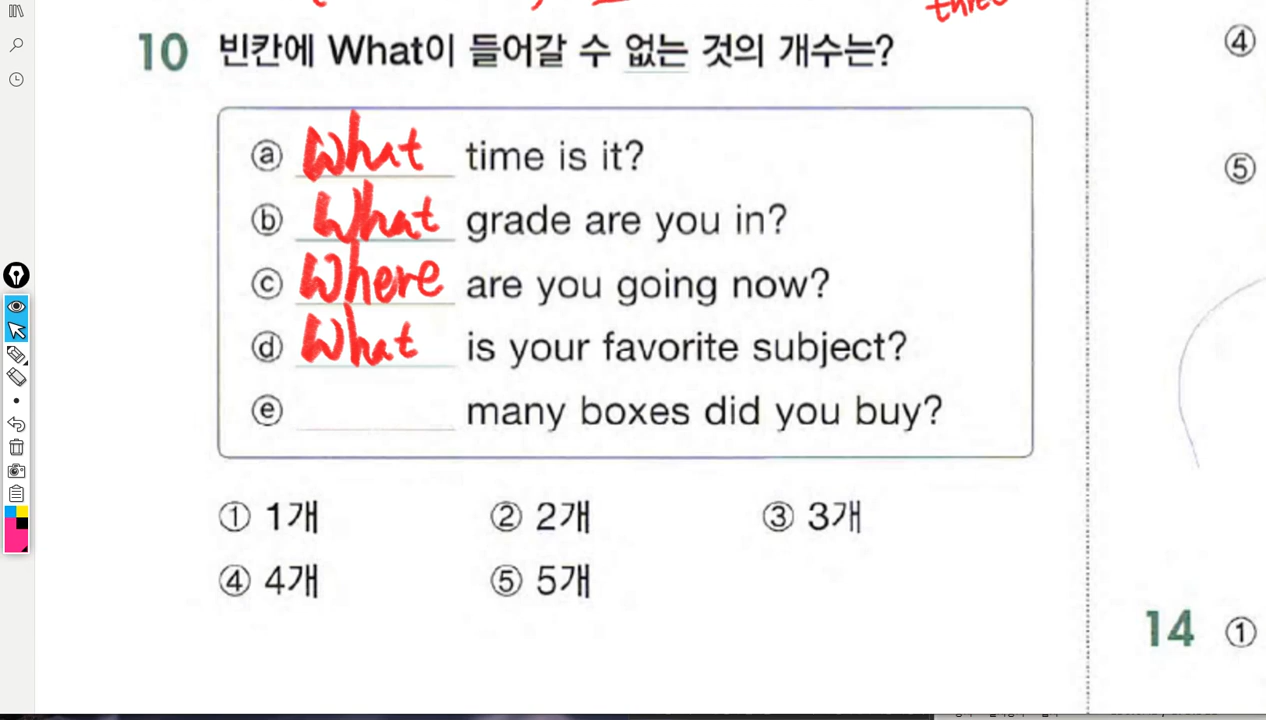 10 빈칸에 What이 들어갈 수 없는 것의 개수는?
ⓐ What time is it?
ⓑ What grade are you in?
ⓒ Where are you going now?
ⓓ What is your favorite subject?
ⓔ ______ many boxes did you buy?
① 1개 ② 2개 ③ 3개
④ 4개 ⑤ 5개
④
⑤
14 ①